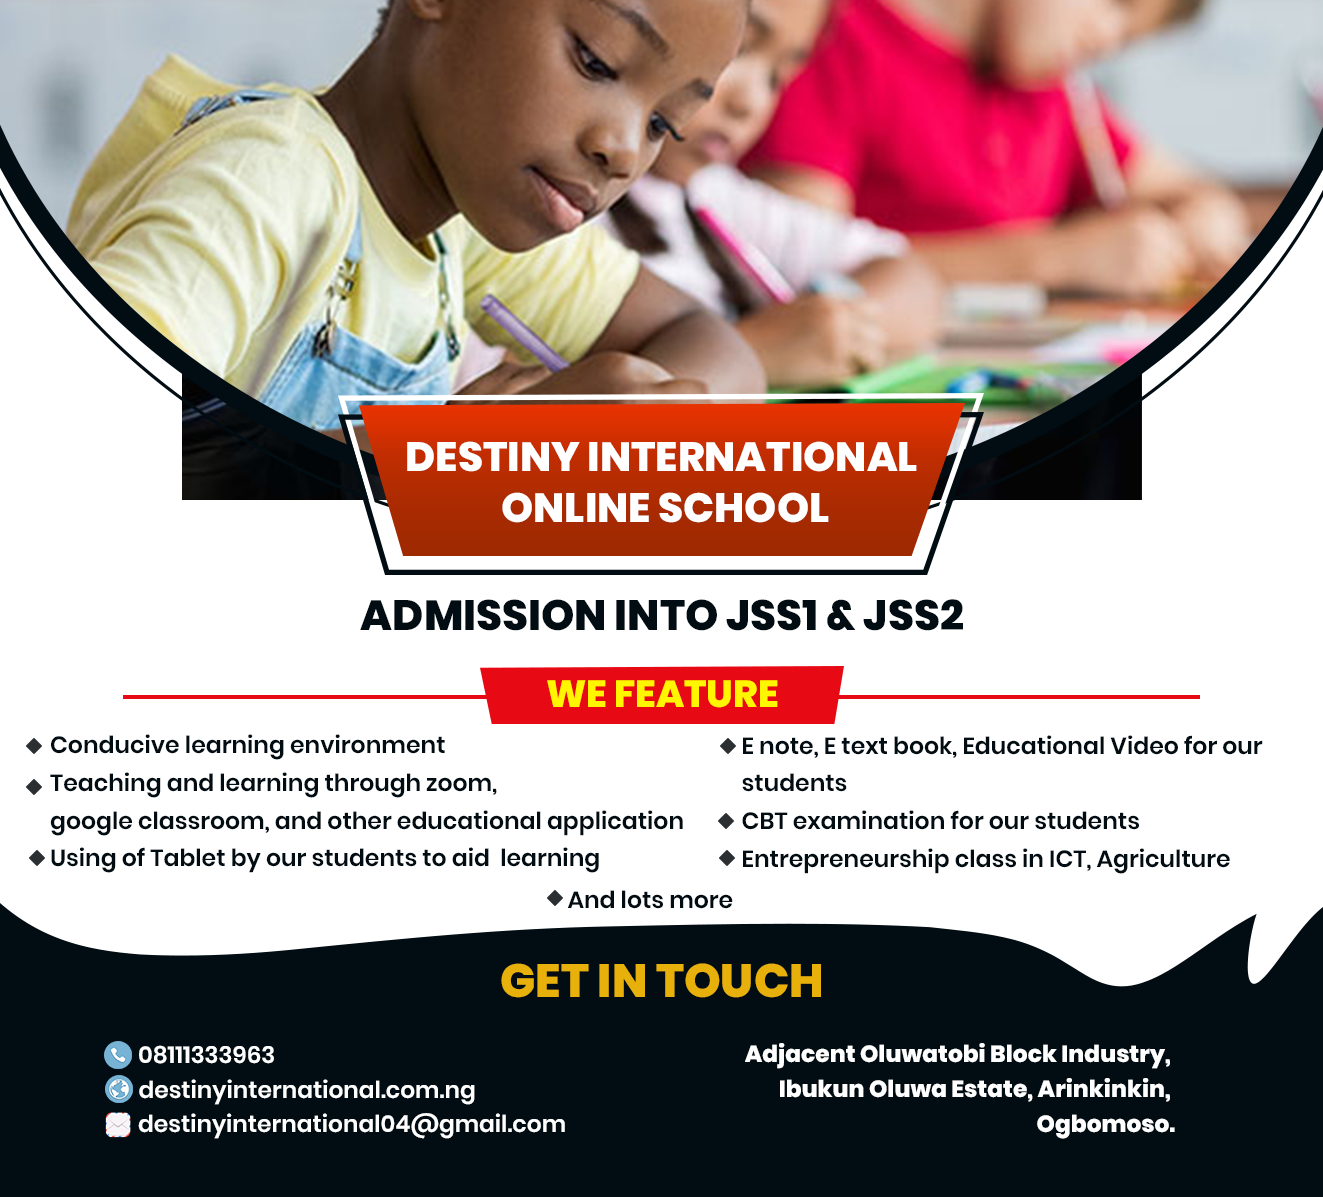 DESTINY INTERNATIONAL
ONLINE SCHOOL
ADMISSION INTO JSS1 & JSS2
WE FEATURE
Conducive learning environment
Teaching and learning through zoom,
google classroom, and other educational application
Using of Tablet by our students to aid learning
E note, E text book, Educational Video for our
students
CBT examination for our students
Entrepreneurship class in ICT, Agriculture
And lots more
GET IN TOUCH
08111333963
destinyinternational.com.ng
destinyinternational04@gmail.com
Adjacent Oluwatobi Block Industry,
Ibukun Oluwa Estate, Arinkinkin,
Ogbomoso.